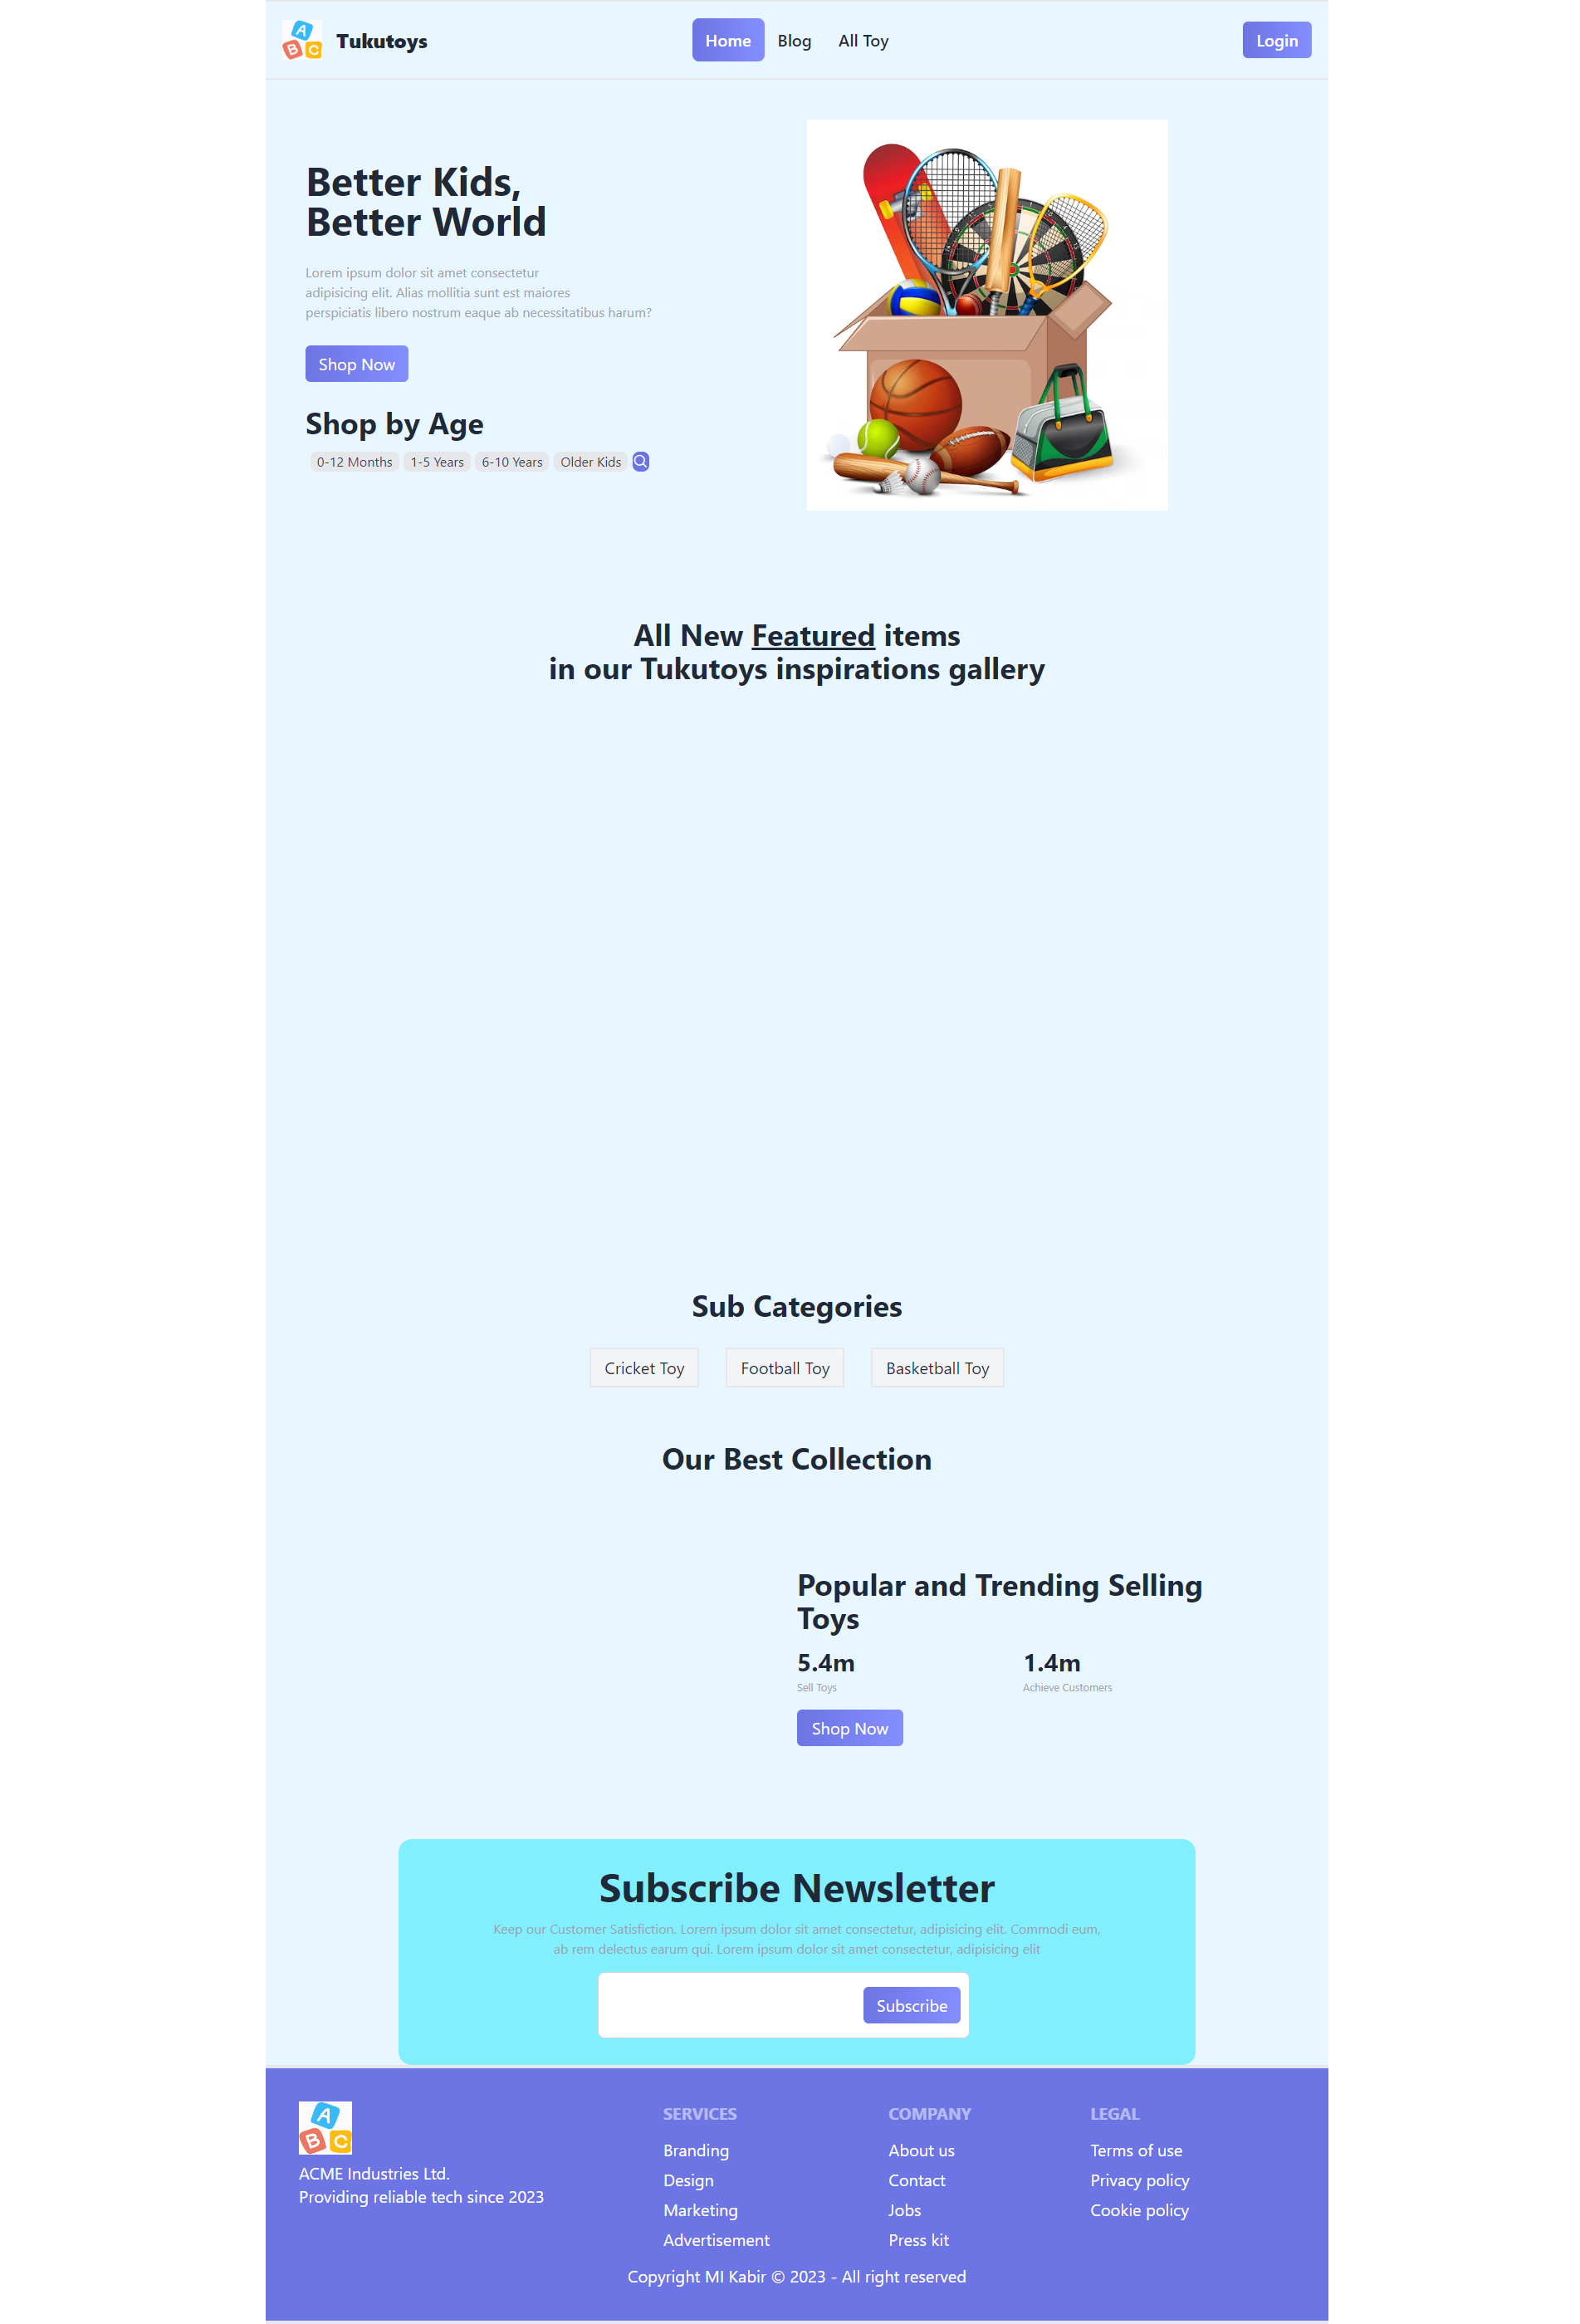 A
B C
Tukutoys
Home Blog All Toy
Login
Better Kids,
Better World
Lorem ipsum dolor sit amet consectetur
adipisicing elit. Alias mollitia sunt est maiores
perspiciatis libero nostrum eaque ab necessitatibus harum?
Shop Now
Shop by Age
0-12 Months 1-5 Years 6-10 Years Older Kids
All New Featured items
in our Tukutoys inspirations gallery
Sub Categories
Cricket Toy Football Toy Basketball Toy
Our Best Collection
Popular and Trending Selling
Toys
5.4m 1.4m
Sell Toys Achieve Customers
Shop Now
Subscribe Newsletter
Keep our Customer Satisfiction. Lorem ipsum dolor sit amet consectetur, adipisicing elit. Commodi eum,
ab rem delectus earum qui. Lorem ipsum dolor sit amet consectetur, adipisicing elit
Subscribe
A
B C
ACME Industries Ltd.
Providing reliable tech since 2023
SERVICES
Branding
Design
Marketing
Advertisement
COMPANY
About us
Contact
Jobs
Press kit
LEGAL
Terms of use
Privacy policy
Cookie policy
Copyright MI Kabir © 2023 - All right reserved